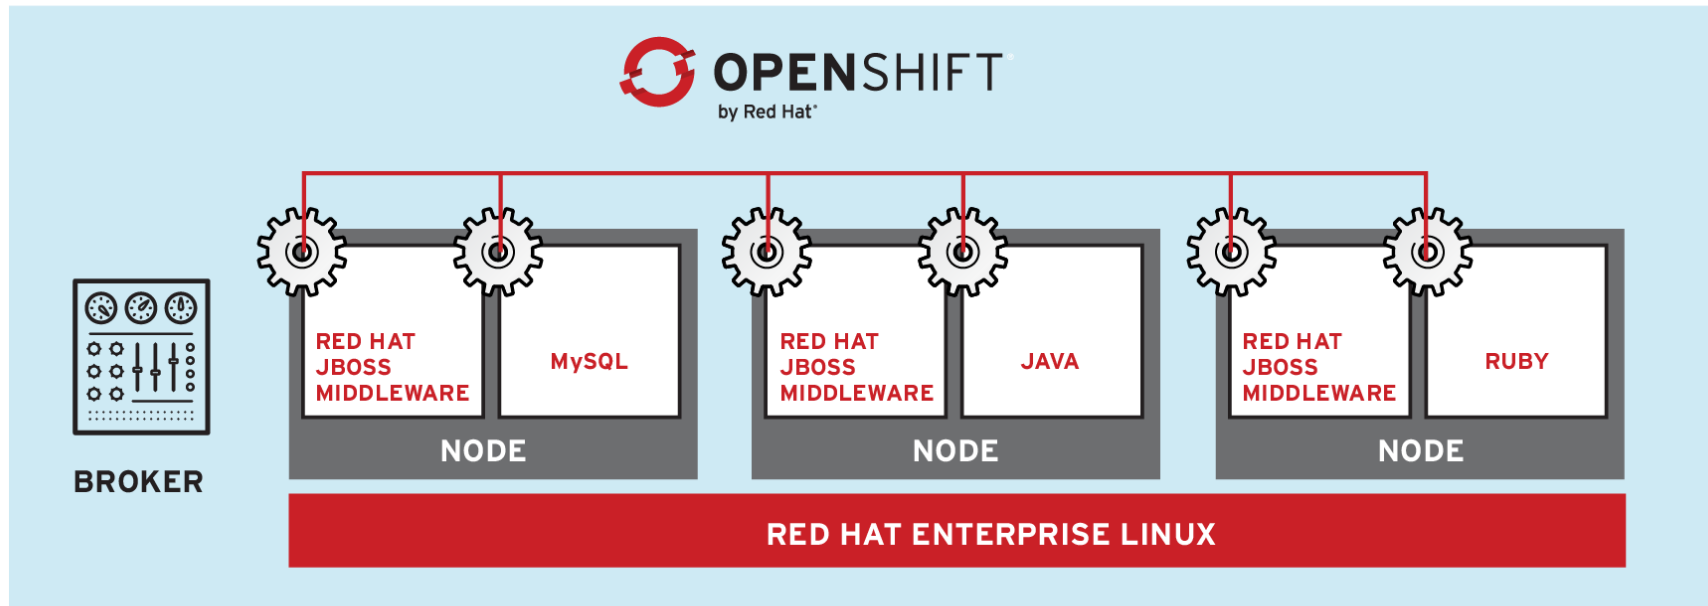 OPENSHIFT
by Red Hat®
RED HAT
JBOSS
MIDDLEWARE
MySQL
NODE
RED HAT
JBOSS
MIDDLEWARE
JAVA
NODE
RED HAT
JBOSS
MIDDLEWARE
RUBY
NODE
BROKER
RED HAT ENTERPRISE LINUX